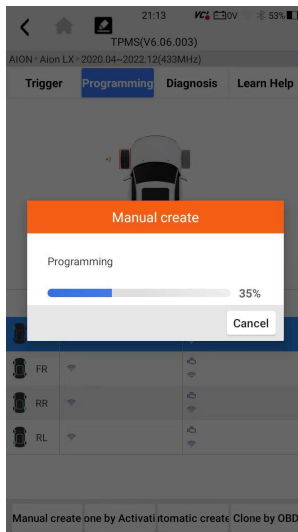 21:13 VCI 0V 53%
TPMS(V6.06.003)
AION > Aion LX > 2020.04~2022.12(433MHz)
Trigger Programming Diagnosis Learn Help
Manual create
Programming
35%
Cancel
FR
RR
RL
Manual create one by Activati itomatic create Clone by OBD